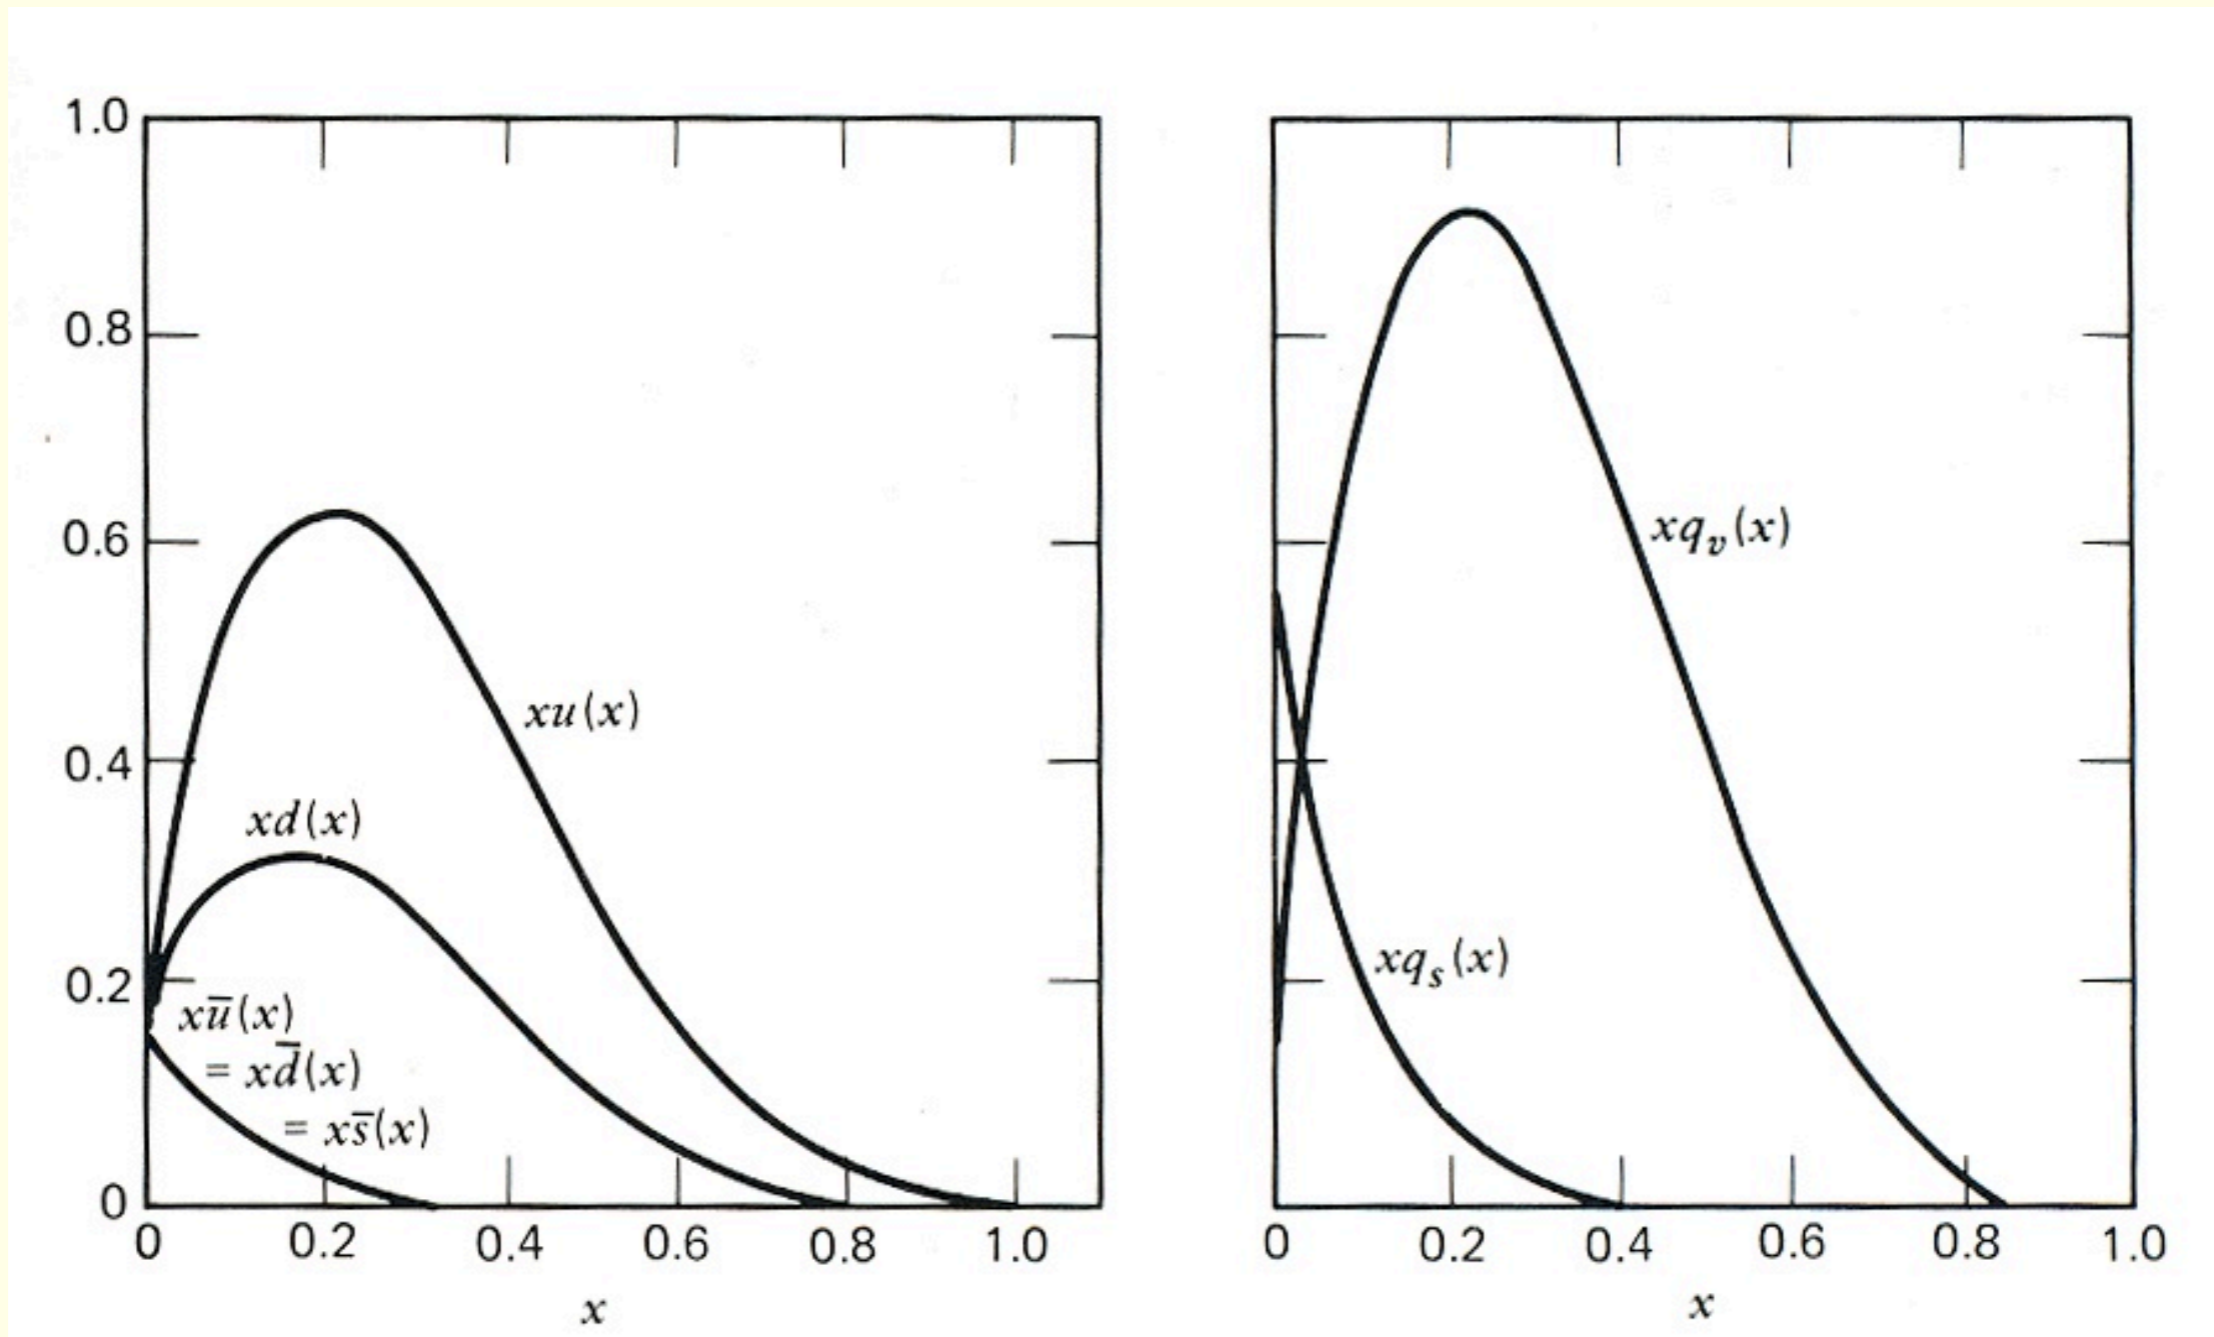 1.0
0.8
0.6
0.4
0.2
0
xu(x)
xd(x)
xū(x)
= xd̄(x)
= xs̄(x)
0 0.2 0.4 0.6 0.8 1.0
x
xqᵥ(x)
xqₛ(x)
0 0.2 0.4 0.6 0.8 1.0
x